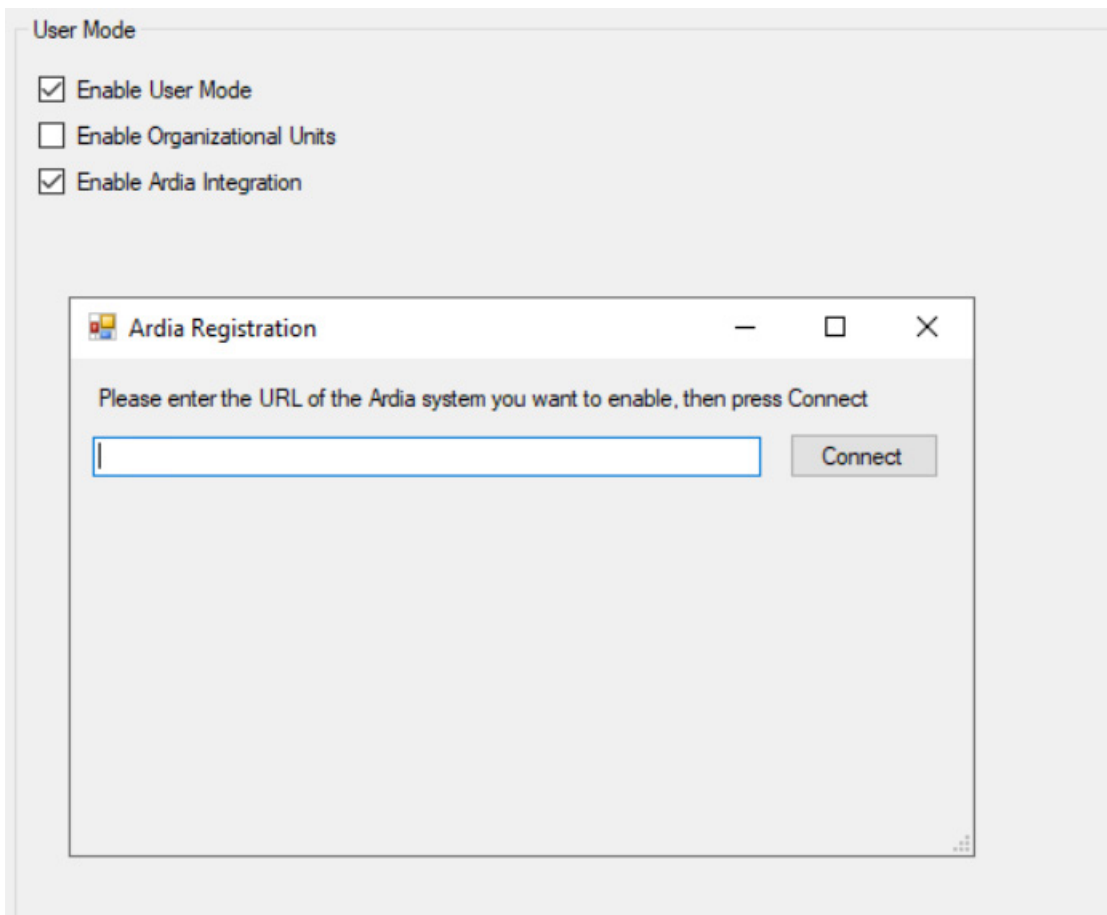 User Mode
Enable User Mode
Enable Organizational Units
Enable Ardia Integration
Ardia Registration
Please enter the URL of the Ardia system you want to enable, then press Connect
Connect